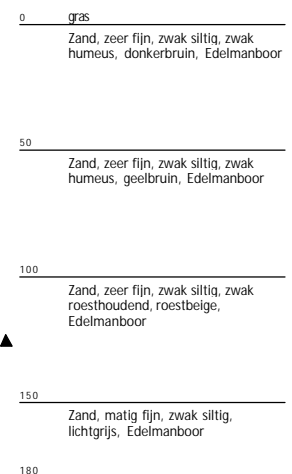 0 gras
Zand, zeer fijn, zwak siltig, zwak
humeus, donkerbruin, Edelmanboor
50
Zand, zeer fijn, zwak siltig, zwak
humeus, geelbruin, Edelmanboor
100
Zand, zeer fijn, zwak siltig, zwak
roesthoudend, roestbeige,
Edelmanboor
150
Zand, matig fijn, zwak siltig,
lichtgrijs, Edelmanboor
180